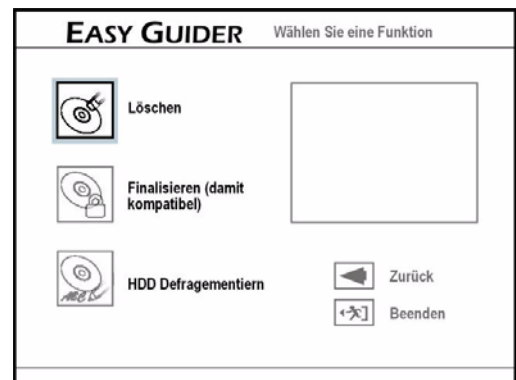 EASY GUIDER Wählen Sie eine Funktion
Löschen
Finalisieren (damit
kompatibel)
HDD Defragementiern
Zurück
Beenden